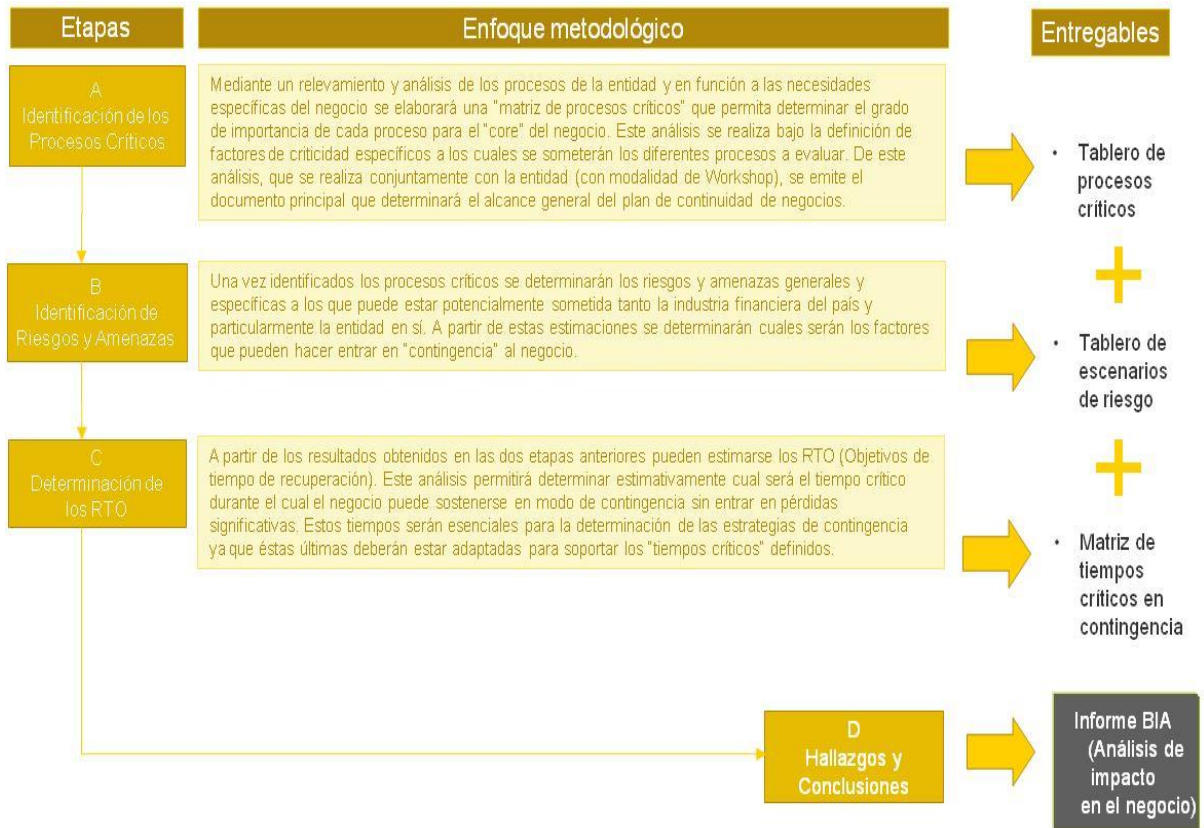 Etapas
Enfoque metodológico
Entregables
A
Identificación de los
Procesos Críticos
Mediante un relevamiento y análisis de los procesos de la entidad y en función a las necesidades
específicas del negocio se elaborará una "matriz de procesos críticos" que permita determinar el grado
de importancia de cada proceso para el "core" del negocio. Este análisis se realiza bajo la definición de
factores de criticidad específicos a los cuales se someterán los diferentes procesos a evaluar. De este
análisis, que se realiza conjuntamente con la entidad (con modalidad de Workshop), se emite el
documento principal que determinará el alcance general del plan de continuidad de negocios.
• Tablero de
procesos
críticos
+
B
Identificación de
Riesgos y Amenazas
Una vez identificados los procesos críticos se determinarán los riesgos y amenazas generales y
específicas a los que puede estar potencialmente sometida tanto la industria financiera del país y
particularmente la entidad en sí. A partir de estas estimaciones se determinarán cuales serán los factores
que pueden hacer entrar en "contingencia" al negocio.
• Tablero de
escenarios
de riesgo
+
C
Determinación de
los RTO
A partir de los resultados obtenidos en las dos etapas anteriores pueden estimarse los RTO (Objetivos de
tiempo de recuperación). Este análisis permitirá determinar estimativamente cual será el tiempo crítico
durante el cual el negocio puede sostenerse en modo de contingencia sin entrar en pérdidas
significativas. Estos tiempos serán esenciales para la determinación de las estrategias de contingencia
ya que éstas últimas deberán estar adaptadas para soportar los "tiempos críticos" definidos.
• Matriz de
tiempos
críticos en
contingencia
D
Hallazgos y
Conclusiones
Informe BIA
(Análisis de
impacto
en el negocio)